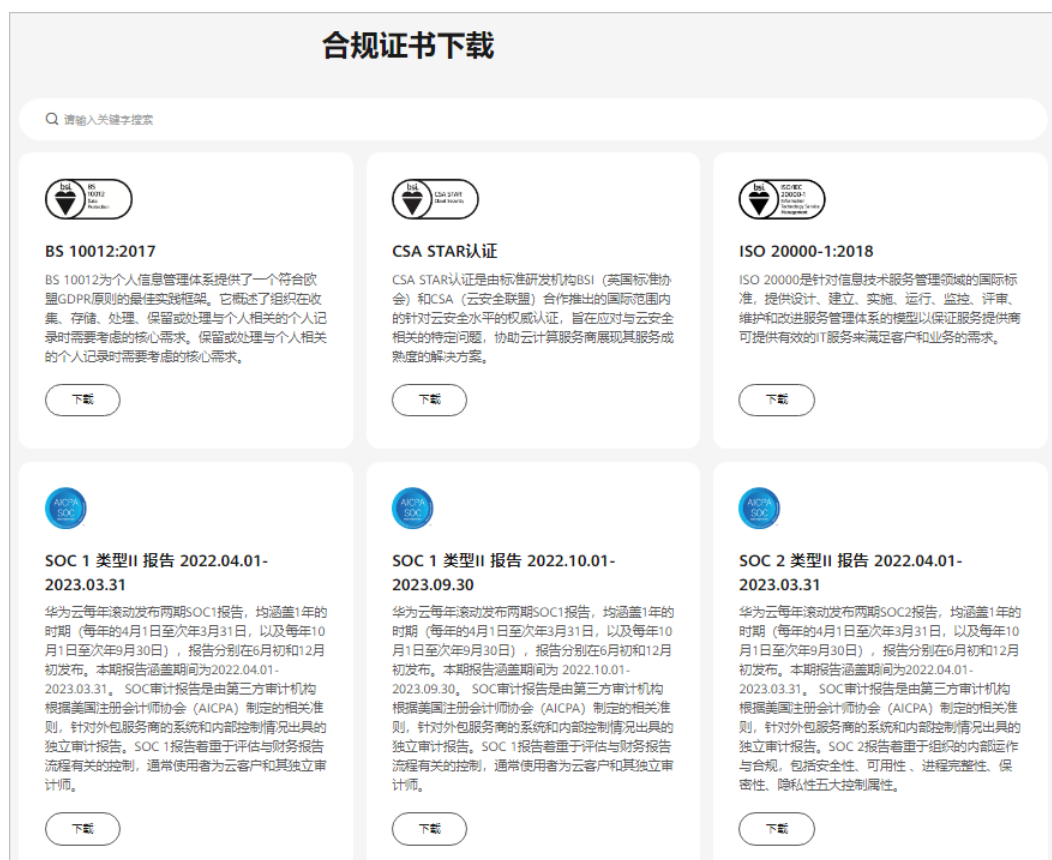 合规证书下载
请输入关键字搜索
bsi.
BS
10012
Data
Protection
bsi.
CSA STAR
Cloud Security
bsi.
ISO/IEC
20000-1
Information
Technology Service
Management
BS 10012:2017
BS 10012为个人信息管理体系提供了一个符合欧
盟GDPR原则的最佳实践框架。它概述了组织在收
集、存储、处理、保留或处理与个人相关的个人记
录时需要考虑的核心需求。保留或处理与个人相关
的个人记录时需要考虑的核心需求。
下载
CSA STAR认证
CSA STAR认证是由标准研发机构BSI（英国标准协
会）和CSA（云安全联盟）合作推出的国际范围内
的针对云安全水平的权威认证，旨在应对与云安全
相关的特定问题，协助云计算服务商展现其服务成
熟度的解决方案。
下载
ISO 20000-1:2018
ISO 20000是针对信息技术服务管理领域的国际标
准，提供设计、建立、实施、运行、监控、评审、
维护和改进服务管理体系的模型以保证服务提供商
可提供有效的IT服务来满足客户和业务的需求。
下载
AICPA
SOC
SOC 1 类型II 报告 2022.04.01-
2023.03.31
华为云每年滚动发布两期SOC1报告，均涵盖1年的
时期（每年的4月1日至次年3月31日，以及每年10
月1日至次年9月30日），报告分别在6月初和12月
初发布。本期报告涵盖期间为2022.04.01-
2023.03.31。 SOC审计报告是由第三方审计机构
根据美国注册会计师协会（AICPA）制定的相关准
则，针对外包服务商的系统和内部控制情况出具的
独立审计报告。SOC 1报告着重于评估与财务报告
流程有关的控制，通常使用者为云客户和其独立审
计师。
下载
AICPA
SOC
SOC 1 类型II 报告 2022.10.01-
2023.09.30
华为云每年滚动发布两期SOC1报告，均涵盖1年的
时期（每年的4月1日至次年3月31日，以及每年10
月1日至次年9月30日），报告分别在6月初和12月
初发布。本期报告涵盖期间为 2022.10.01-
2023.09.30。 SOC审计报告是由第三方审计机构
根据美国注册会计师协会（AICPA）制定的相关准
则，针对外包服务商的系统和内部控制情况出具的
独立审计报告。SOC 1报告着重于评估与财务报告
流程有关的控制，通常使用者为云客户和其独立审
计师。
下载
AICPA
SOC
SOC 2 类型II 报告 2022.04.01-
2023.03.31
华为云每年滚动发布两期SOC2报告，均涵盖1年的
时期（每年的4月1日至次年3月31日，以及每年10
月1日至次年9月30日），报告分别在6月初和12月
初发布。本期报告涵盖期间为2022.04.01-
2023.03.31。 SOC审计报告是由第三方审计机构
根据美国注册会计师协会（AICPA）制定的相关准
则，针对外包服务商的系统和内部控制情况出具的
独立审计报告。SOC 2报告着重于组织的内部运作
与合规，包括安全性、可用性 、进程完整性、保
密性、隐私性五大控制属性。
下载